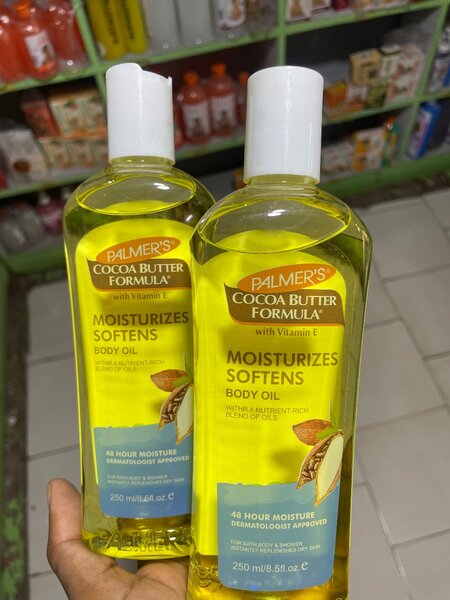 PALMER'S®
COCOA BUTTER
FORMULA®
with Vitamin E
MOISTURIZES
SOFTENS
BODY OIL
WITHR A NUTRIENT-RICH
BLEND OF OILS
48 HOUR MOISTURE
DERMATOLOGIST APPROVED
FOR BATH,BODY & SHOWER
INSTANTLY REPLENISHES DRY SKIN
250 ml/8.5fl.oz.℮
PALMER
PALMER'S®
COCOA BUTTER
FORMULA®
with Vitamin E
MOISTURIZES
SOFTENS
BODY OIL
WITHR A NUTRIENT-RICH
BLEND OF OILS
48 HOUR MOISTURE
DERMATOLOGIST APPROVED
FOR BATH,BODY & SHOWER
INSTANTLY REPLENISHES DRY SKIN
250 ml/8.5fl.oz.℮